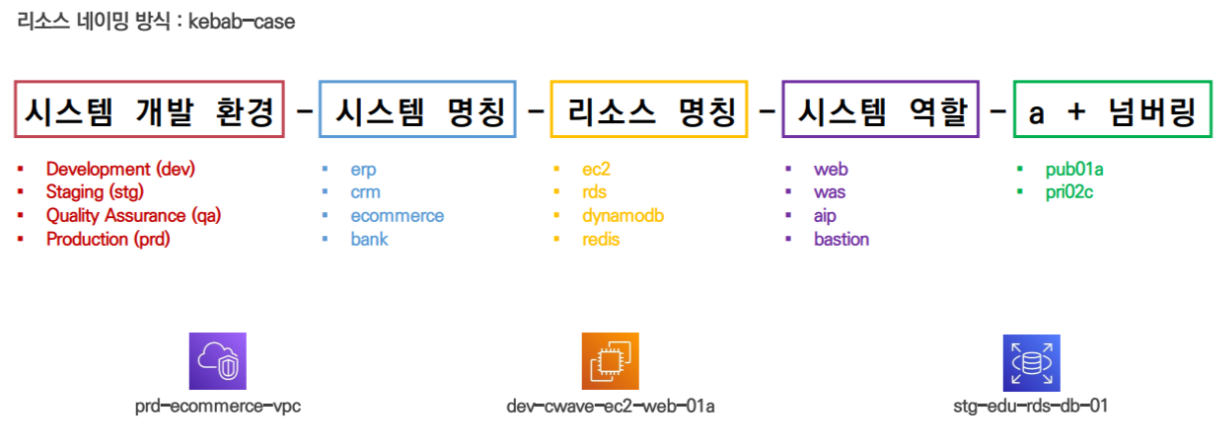 리소스 네이밍 방식 : kebab-case
시스템 개발 환경 - 시스템 명칭 - 리소스 명칭 - 시스템 역할 - a + 넘버링
▪ Development (dev)
▪ Staging (stg)
▪ Quality Assurance (qa)
▪ Production (prd)
▪ erp
▪ crm
▪ ecommerce
▪ bank
▪ ec2
▪ rds
▪ dynamodb
▪ redis
▪ web
▪ was
▪ aip
▪ bastion
▪ pub01a
▪ pri02c
prd-ecommerce-vpc
dev-cwave-ec2-web-01a
stg-edu-rds-db-01